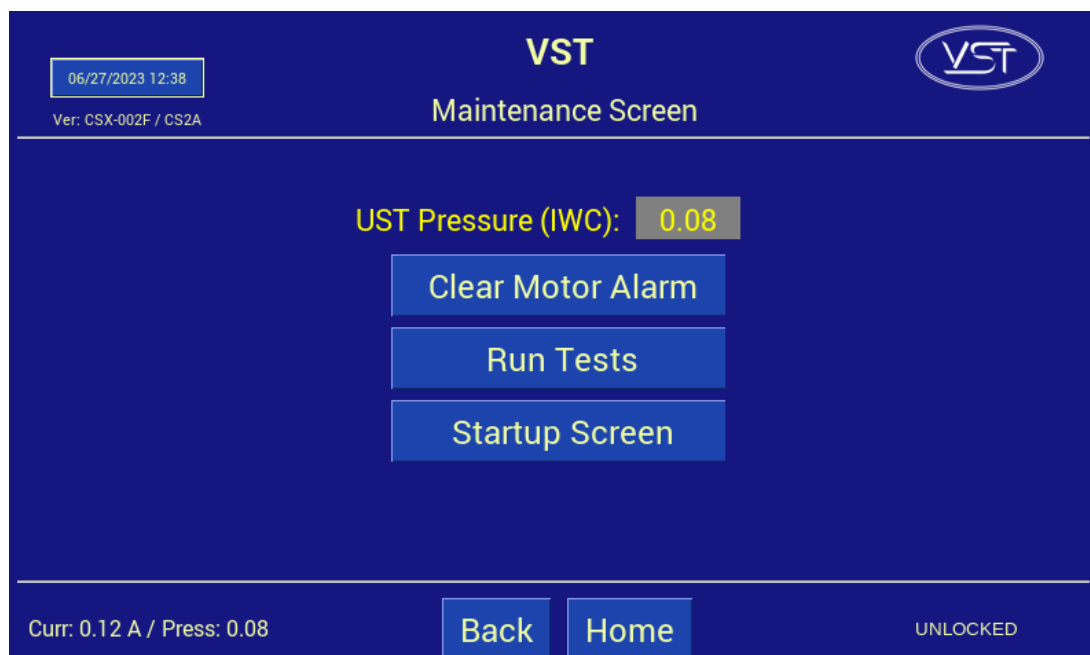 VST
VST
06/27/2023 12:38
Maintenance Screen
Ver: CSX-002F / CS2A
UST Pressure (IWC): 0.08
Clear Motor Alarm
Run Tests
Startup Screen
Curr: 0.12 A / Press: 0.08
Back
Home
UNLOCKED